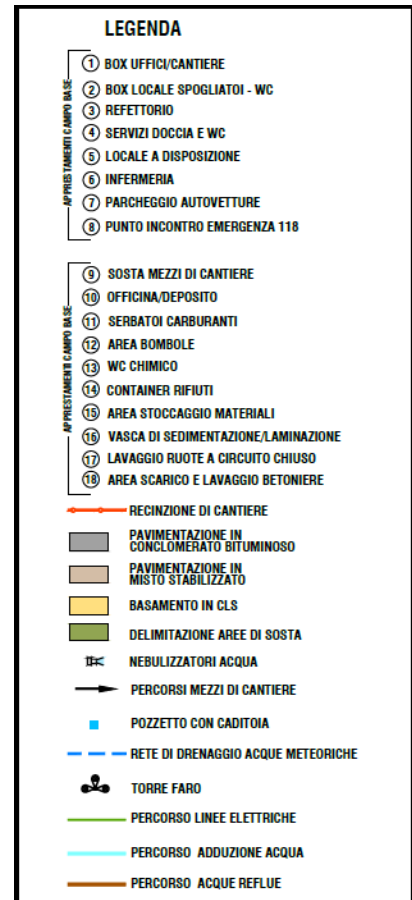 LEGENDA
APPRESTAMENTI CAMPO BASE
1 BOX UFFICI/CANTIERE
2 BOX LOCALE SPOGLIATOI - WC
3 REFETTORIO
4 SERVIZI DOCCIA E WC
5 LOCALE A DISPOSIZIONE
6 INFERMERIA
7 PARCHEGGIO AUTOVETTURE
8 PUNTO INCONTRO EMERGENZA 118
APPRESTAMENTI CAMPO BASE
9 SOSTA MEZZI DI CANTIERE
10 OFFICINA/DEPOSITO
11 SERBATOI CARBURANTI
12 AREA BOMBOLE
13 WC CHIMICO
14 CONTAINER RIFIUTI
15 AREA STOCCAGGIO MATERIALI
16 VASCA DI SEDIMENTAZIONE/LAMINAZIONE
17 LAVAGGIO RUOTE A CIRCUITO CHIUSO
18 AREA SCARICO E LAVAGGIO BETONIERE
RECINZIONE DI CANTIERE
PAVIMENTAZIONE IN
CONCLOMERATO BITUMINOSO
PAVIMENTAZIONE IN
MISTO STABILIZZATO
BASAMENTO IN CLS
DELIMITAZIONE AREE DI SOSTA
NEBULIZZATORI ACQUA
PERCORSI MEZZI DI CANTIERE
POZZETTO CON CADITOIA
RETE DI DRENAGGIO ACQUE METEORICHE
TORRE FARO
PERCORSO LINEE ELETTRICHE
PERCORSO ADDUZIONE ACQUA
PERCORSO ACQUE REFLUE